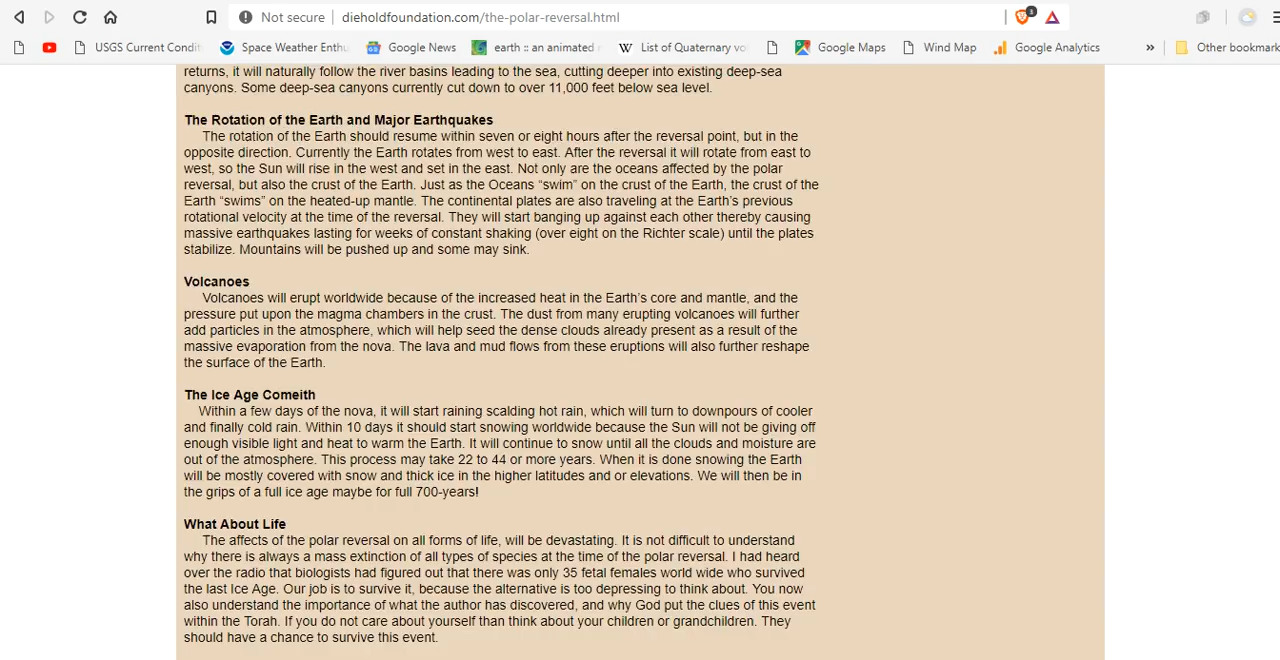 Not secure | dieholdfoundation.com/the-polar-reversal.html
3
USGS Current Condit Space Weather Enthu Google News earth :: an animated List of Quaternary vo Google Maps Wind Map Google Analytics » Other bookmark
returns, it will naturally follow the river basins leading to the sea, cutting deeper into existing deep-sea
canyons. Some deep-sea canyons currently cut down to over 11,000 feet below sea level.
The Rotation of the Earth and Major Earthquakes
The rotation of the Earth should resume within seven or eight hours after the reversal point, but in the
opposite direction. Currently the Earth rotates from west to east. After the reversal it will rotate from east to
west, so the Sun will rise in the west and set in the east. Not only are the oceans affected by the polar
reversal, but also the crust of the Earth. Just as the Oceans “swim” on the crust of the Earth, the crust of the
Earth “swims” on the heated-up mantle. The continental plates are also traveling at the Earth’s previous
rotational velocity at the time of the reversal. They will start banging up against each other thereby causing
massive earthquakes lasting for weeks of constant shaking (over eight on the Richter scale) until the plates
stabilize. Mountains will be pushed up and some may sink.
Volcanoes
Volcanoes will erupt worldwide because of the increased heat in the Earth’s core and mantle, and the
pressure put upon the magma chambers in the crust. The dust from many erupting volcanoes will further
add particles in the atmosphere, which will help seed the dense clouds already present as a result of the
massive evaporation from the nova. The lava and mud flows from these eruptions will also further reshape
the surface of the Earth.
The Ice Age Comeith
Within a few days of the nova, it will start raining scalding hot rain, which will turn to downpours of cooler
and finally cold rain. Within 10 days it should start snowing worldwide because the Sun will not be giving off
enough visible light and heat to warm the Earth. It will continue to snow until all the clouds and moisture are
out of the atmosphere. This process may take 22 to 44 or more years. When it is done snowing the Earth
will be mostly covered with snow and thick ice in the higher latitudes and or elevations. We will then be in
the grips of a full ice age maybe for full 700-years!
What About Life
The affects of the polar reversal on all forms of life, will be devastating. It is not difficult to understand
why there is always a mass extinction of all types of species at the time of the polar reversal. I had heard
over the radio that biologists had figured out that there was only 35 fetal females world wide who survived
the last Ice Age. Our job is to survive it, because the alternative is too depressing to think about. You now
also understand the importance of what the author has discovered, and why God put the clues of this event
within the Torah. If you do not care about yourself than think about your children or grandchildren. They
should have a chance to survive this event.